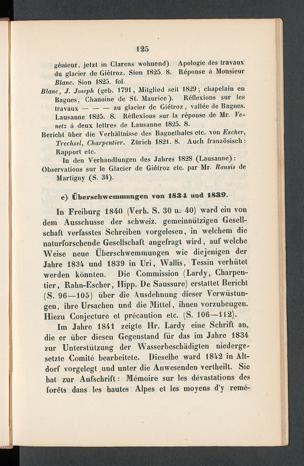 125
génieur, jetzt in Clarens wohnend) Apologie des travaux
du glacier de Giétroz. Sion 1825. 8. Réponse à Monsieur
Blanc. Sion 1825. fol.
Blanc, J. Joseph (geb. 1791, Mitglied seit 1829; chapelain en
Bagnes, Chanoine de St. Maurice). Réflexions sur les
travaux — — — au glacier de Giétroz, vallée de Bagnes.
Lausanne 1825. 8. Réflexions sur la réponse de Mr. Ve-
netz à deux lettres de Lausanne 1825. 8.
Bericht über die Verhältnisse des Bagnethales etc. von Escher,
Trechsel, Charpentier. Zürich 1821. 8. Auch französisch:
Rapport etc.
In den Verhandlungen des Jahres 1828 (Lausanne):
Observations sur le Glacier de Giétroz etc. par Mr. Rausis de
Martigny (S. 34).
c) Überschwemmungen von 1834 und 1839.
In Freiburg 1840 (Verh. S. 30 u. 40) ward ein von
dem Ausschusse der schweiz. gemeinnützigen Gesell-
schaft verfasstes Schreiben vorgelesen, in welchem die
naturforschende Gesellschaft angefragt wird, auf welche
Weise neue Überschwemmungen wie diejenigen der
Jahre 1834 und 1839 in Uri, Wallis, Tessin verhütet
werden könnten. Die Commission (Lardy, Charpen-
tier, Rahn-Escher, Hipp. De Saussure) erstattet Bericht
(S. 96—105) über die Ausdehnung dieser Verwüstun-
gen, ihre Ursachen und die Mittel, ihnen vorzubeugen.
Hiezu Conjecture et précaution etc. (S. 106—112).
Im Jahre 1841 zeigte Hr. Lardy eine Schrift an,
die er über diesen Gegenstand für das im Jahre 1834
zur Unterstützung der Wasserbeschädigten niederge-
setzte Comité bearbeitete. Dieselbe ward 1842 in Alt-
dorf vorgelegt und unter die Anwesenden vertheilt. Sie
hat zur Aufschrift: Mémoire sur les dévastations des
forêts dans les hautes Alpes et les moyens d'y remé-